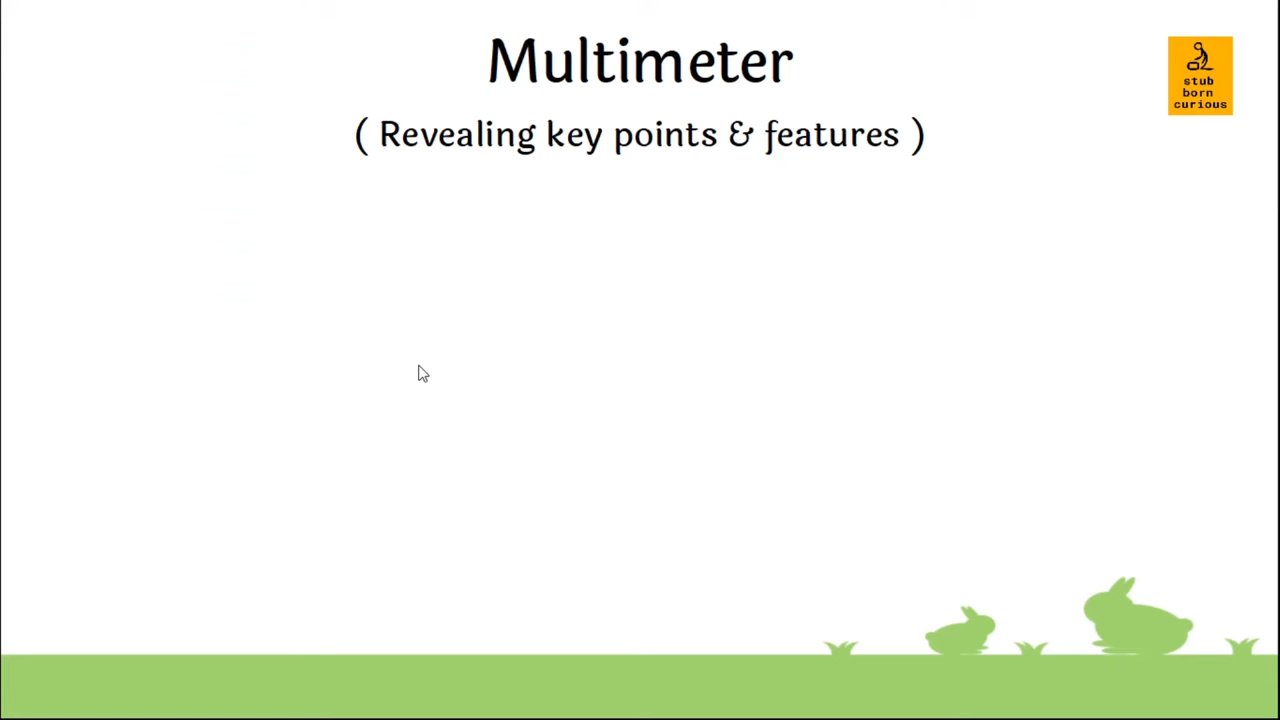 Multimeter
( Revealing key points & features )
stub
born
curious